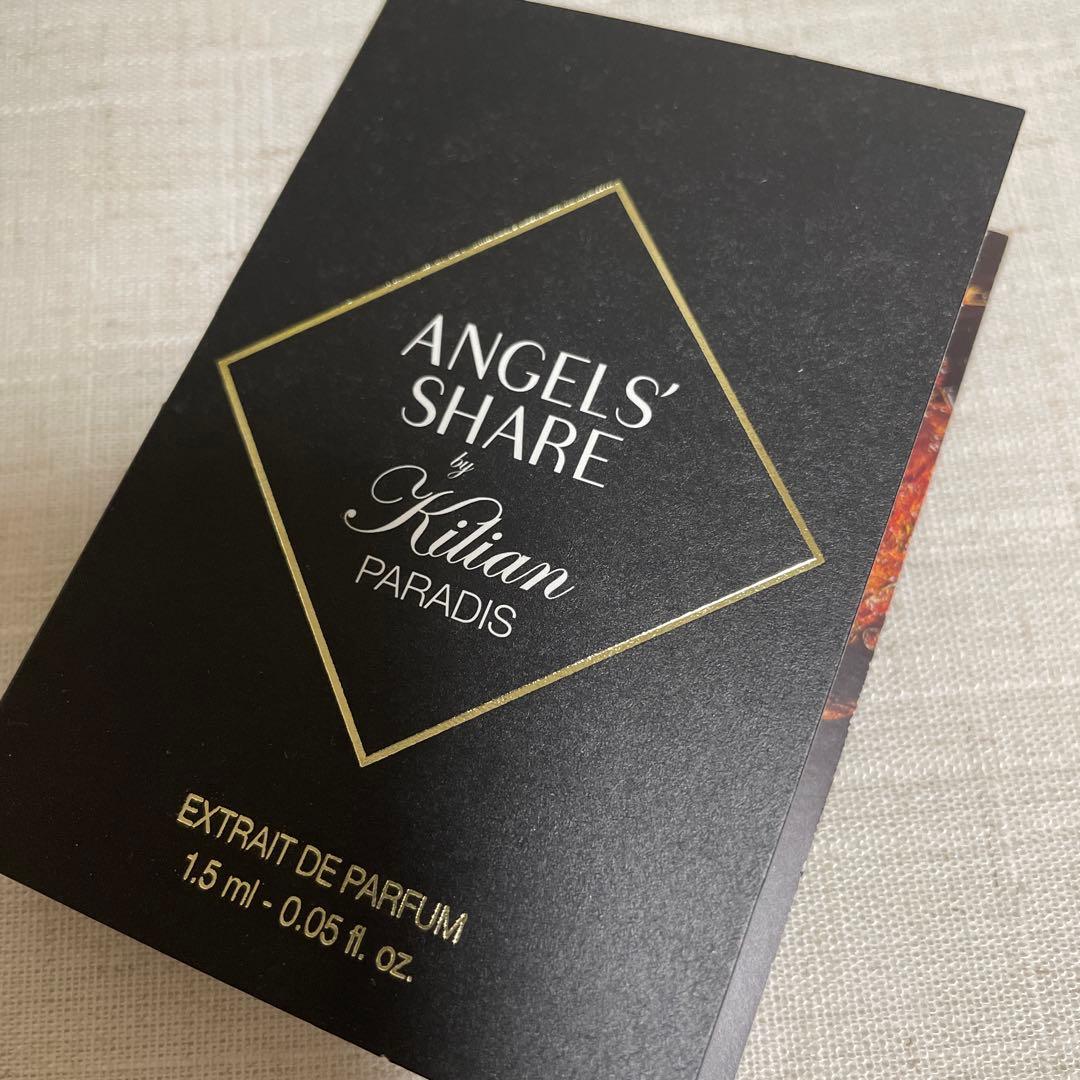 ANGELS'
SHARE
by
Kilian
PARADIS
EXTRAIT DE PARFUM
1.5 ml - 0.05 fl. oz.